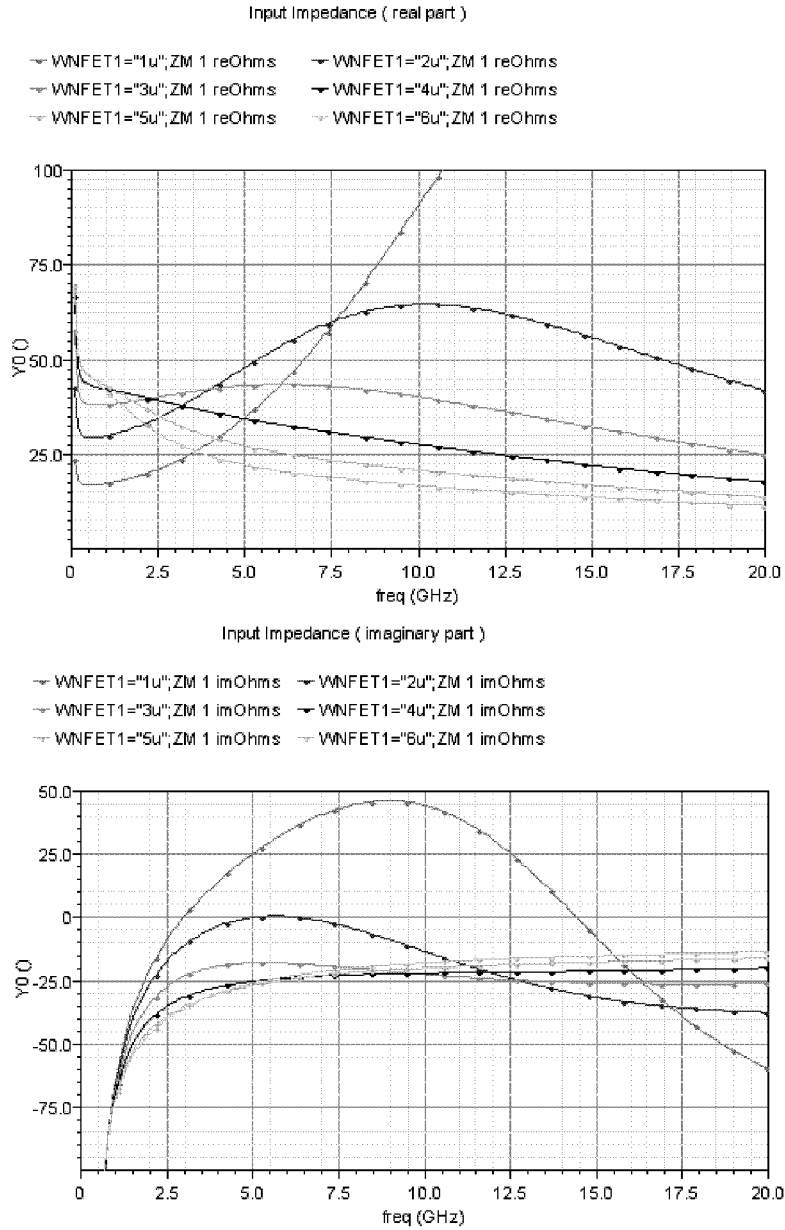 Input Impedance ( real part )
WNFET1="1u";ZM 1 reOhms WNFET1="2u";ZM 1 reOhms
WNFET1="3u";ZM 1 reOhms WNFET1="4u";ZM 1 reOhms
WNFET1="5u";ZM 1 reOhms WNFET1="6u";ZM 1 reOhms
100
75.0
50.0
25.0
Y0 ()
0 2.5 5.0 7.5 10.0 12.5 15.0 17.5 20.0
freq (GHz)
Input Impedance ( imaginary part )
WNFET1="1u";ZM 1 imOhms WNFET1="2u";ZM 1 imOhms
WNFET1="3u";ZM 1 imOhms WNFET1="4u";ZM 1 imOhms
WNFET1="5u";ZM 1 imOhms WNFET1="6u";ZM 1 imOhms
50.0
25.0
0
-25.0
-50.0
-75.0
Y0 ()
0 2.5 5.0 7.5 10.0 12.5 15.0 17.5 20.0
freq (GHz)